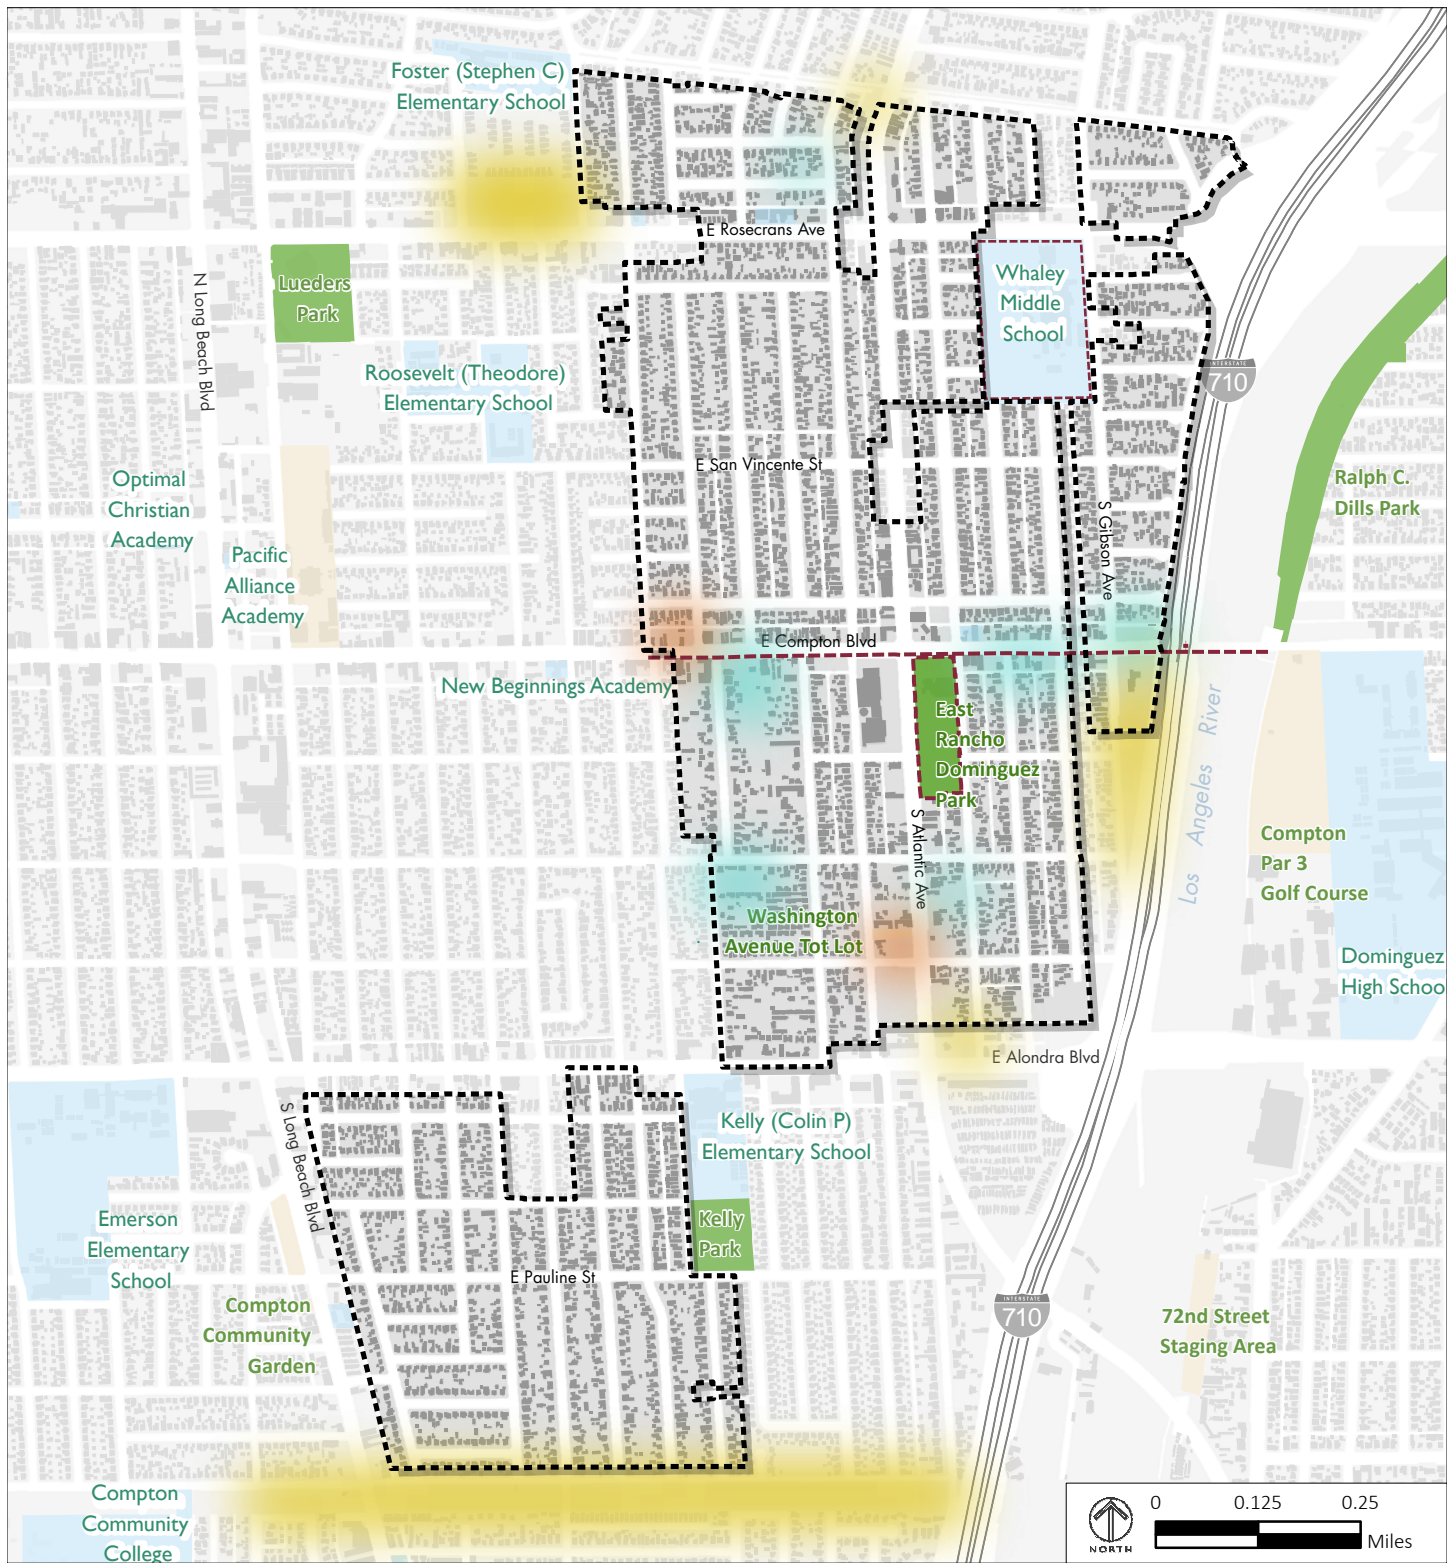 Foster (Stephen C)
Elementary School
E Rosecrans Ave
Lueders
Park
N Long Beach Blvd
Whaley
Middle
School
INTERSTATE
710
Roosevelt (Theodore)
Elementary School
E San Vincente St
Optimal
Christian
Academy
Pacific
Alliance
Academy
S Gibson Ave
Ralph C.
Dills Park
E Compton Blvd
New Beginnings Academy
East
Rancho
Dominguez
Park
Los Angeles River
S Atlantic Ave
Compton
Par 3
Golf Course
Washington
Avenue Tot Lot
Dominguez
High Schoo
E Alondra Blvd
S Long Beach Blvd
Kelly (Colin P)
Elementary School
Emerson
Elementary
School
Kelly
Park
E Pauline St
Compton
Community
Garden
INTERSTATE
710
72nd Street
Staging Area
Compton
Community
College
NORTH
0 0.125 0.25
Miles